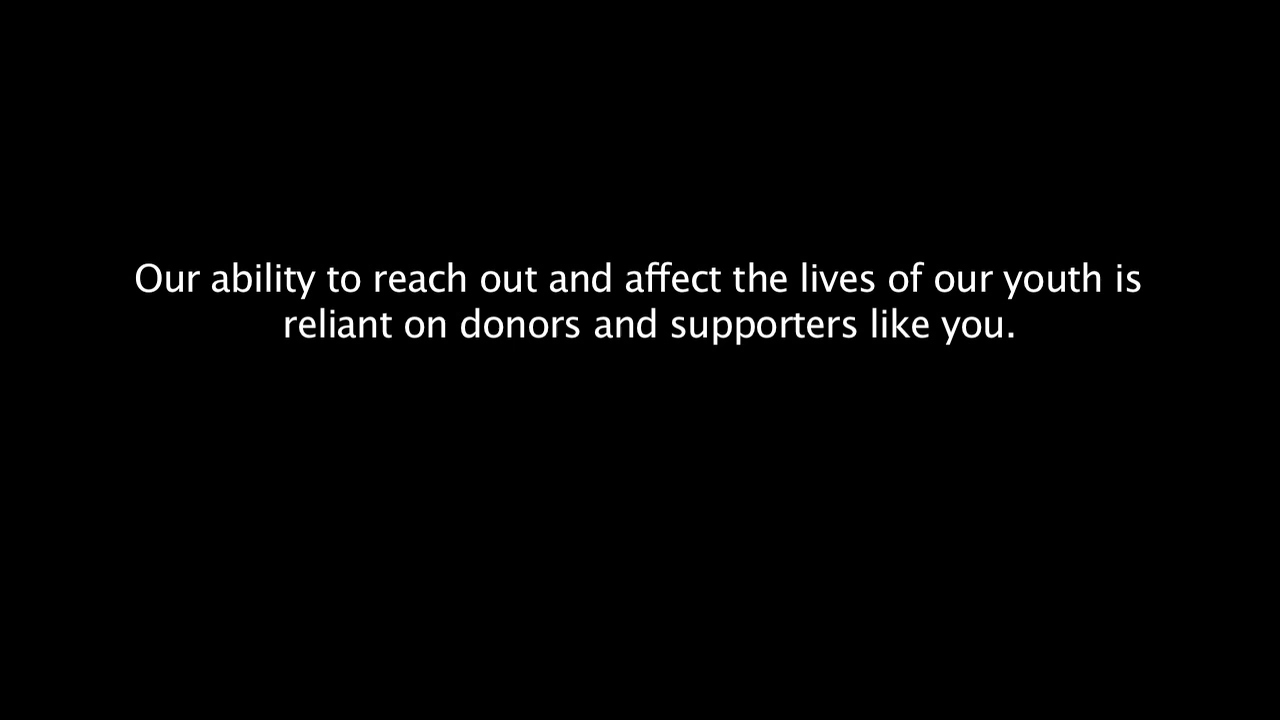 Our ability to reach out and affect the lives of our youth is
reliant on donors and supporters like you.